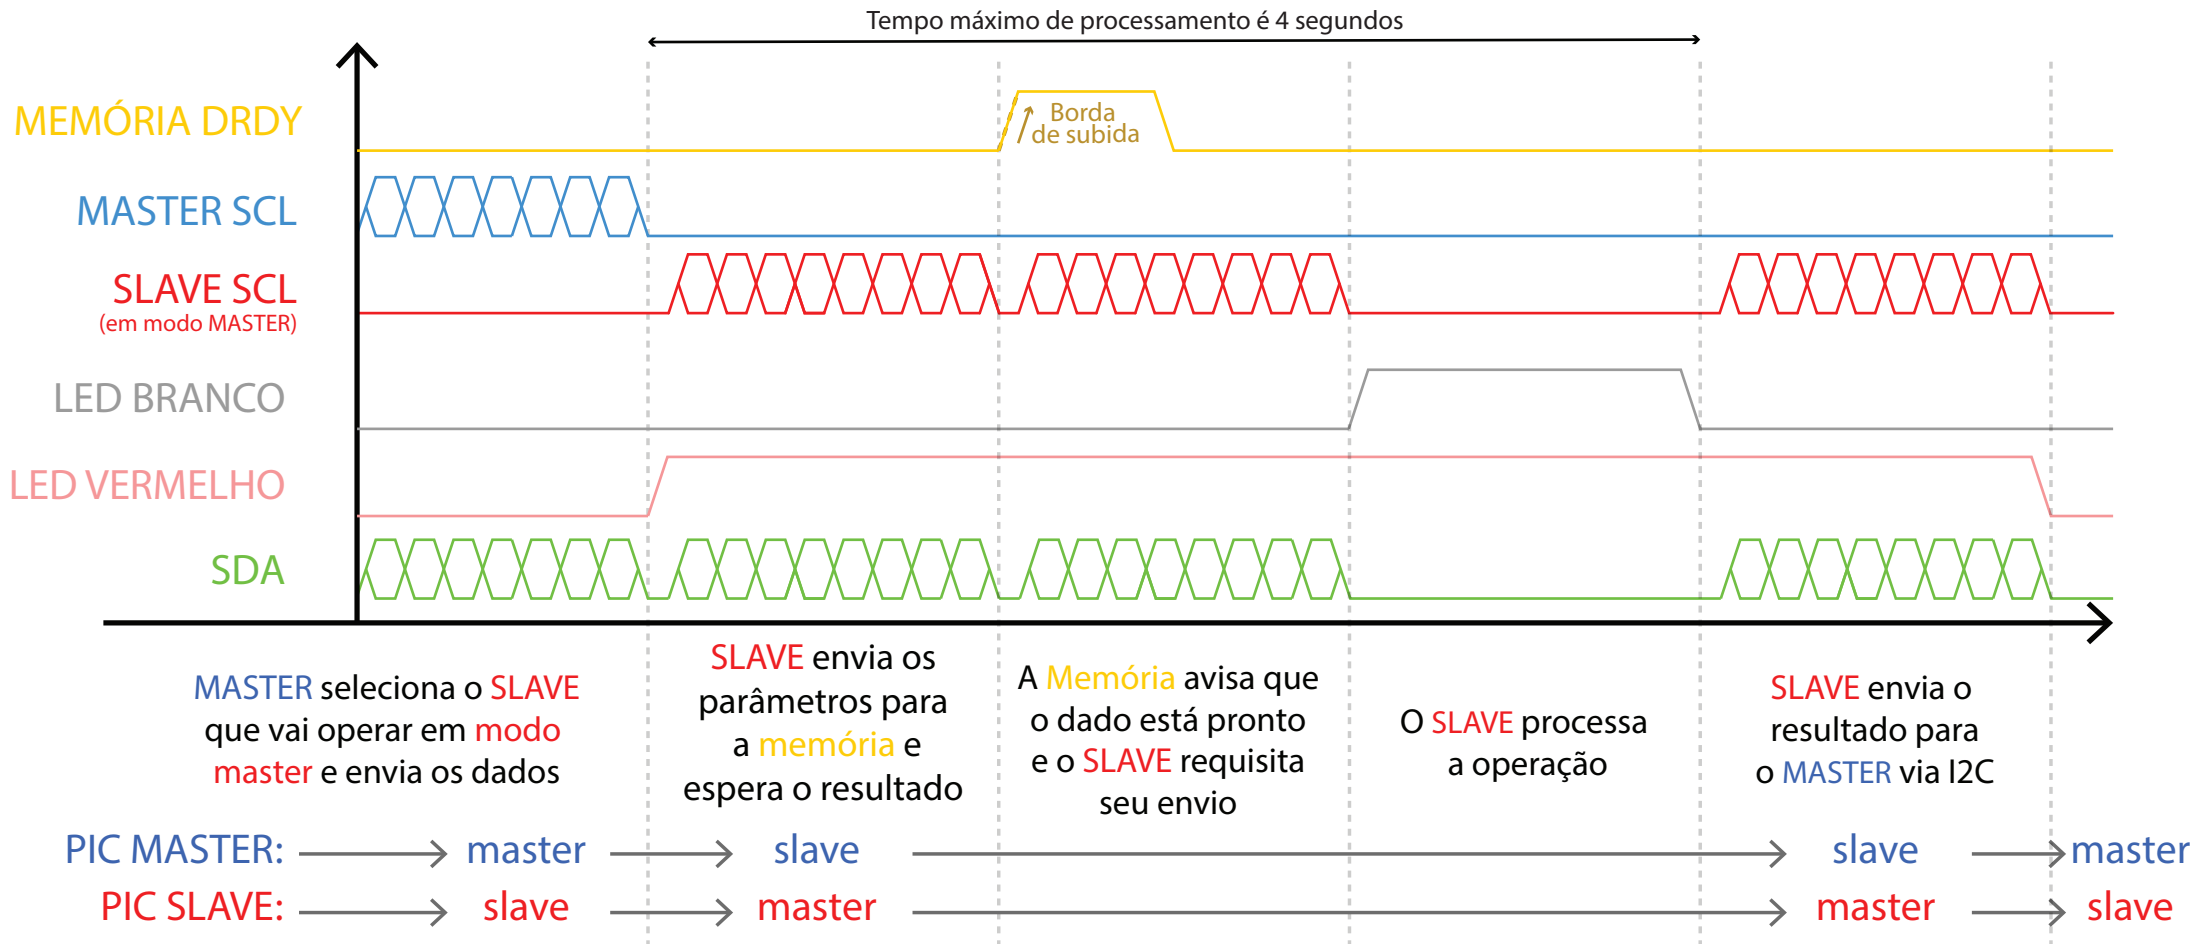 Tempo máximo de processamento é 4 segundos
MEMÓRIA DRDY
Borda
de subida
MASTER SCL
SLAVE SCL
(em modo MASTER)
LED BRANCO
LED VERMELHO
SDA
MASTER seleciona o SLAVE
que vai operar em modo
master e envia os dados
SLAVE envia os
parâmetros para
a memória e
espera o resultado
A Memória avisa que
o dado está pronto
e o SLAVE requisita
seu envio
O SLAVE processa
a operação
SLAVE envia o
resultado para
o MASTER via I2C
PIC MASTER: master slave slave master
PIC SLAVE: slave master master slave